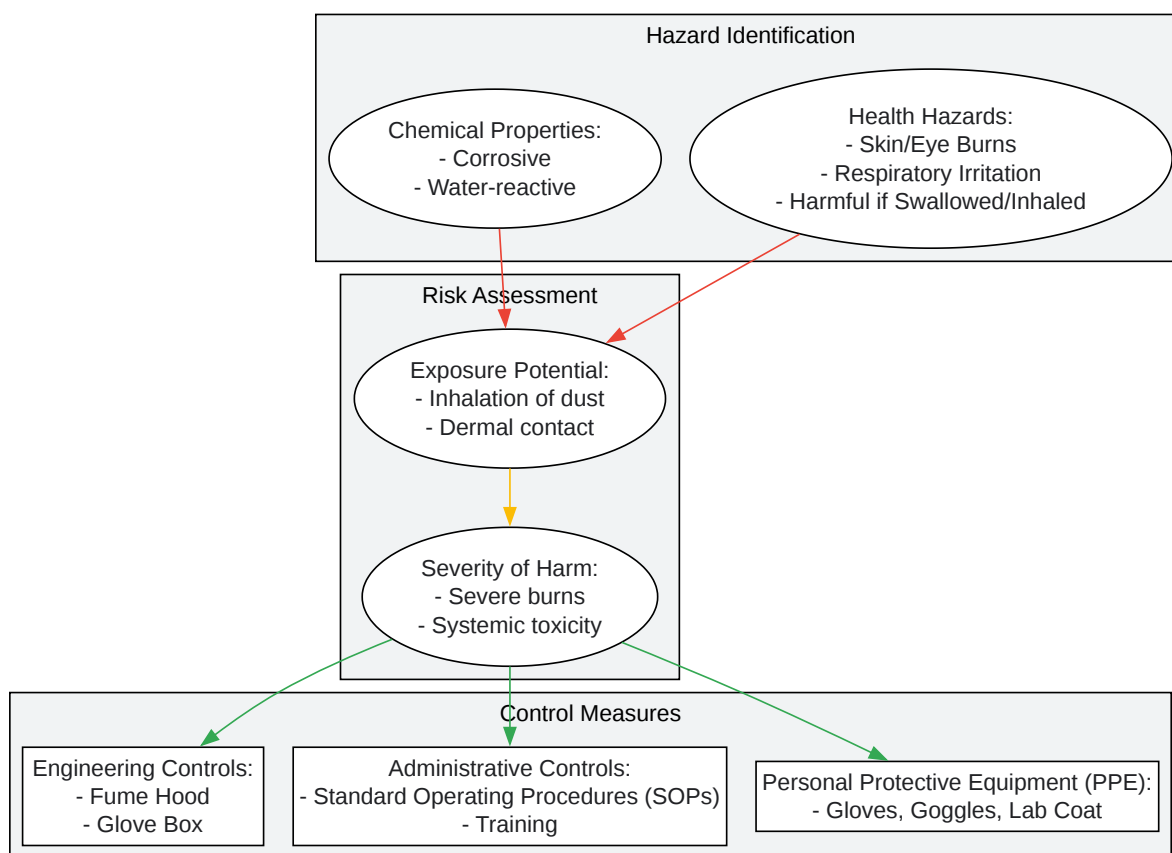 Hazard Identification
Chemical Properties:
- Corrosive
- Water-reactive
Health Hazards:
- Skin/Eye Burns
- Respiratory Irritation
- Harmful if Swallowed/Inhaled
Risk Assessment
Exposure Potential:
- Inhalation of dust
- Dermal contact
Severity of Harm:
- Severe burns
- Systemic toxicity
Control Measures
Engineering Controls:
- Fume Hood
- Glove Box
Administrative Controls:
- Standard Operating Procedures (SOPs)
- Training
Personal Protective Equipment (PPE):
- Gloves, Goggles, Lab Coat